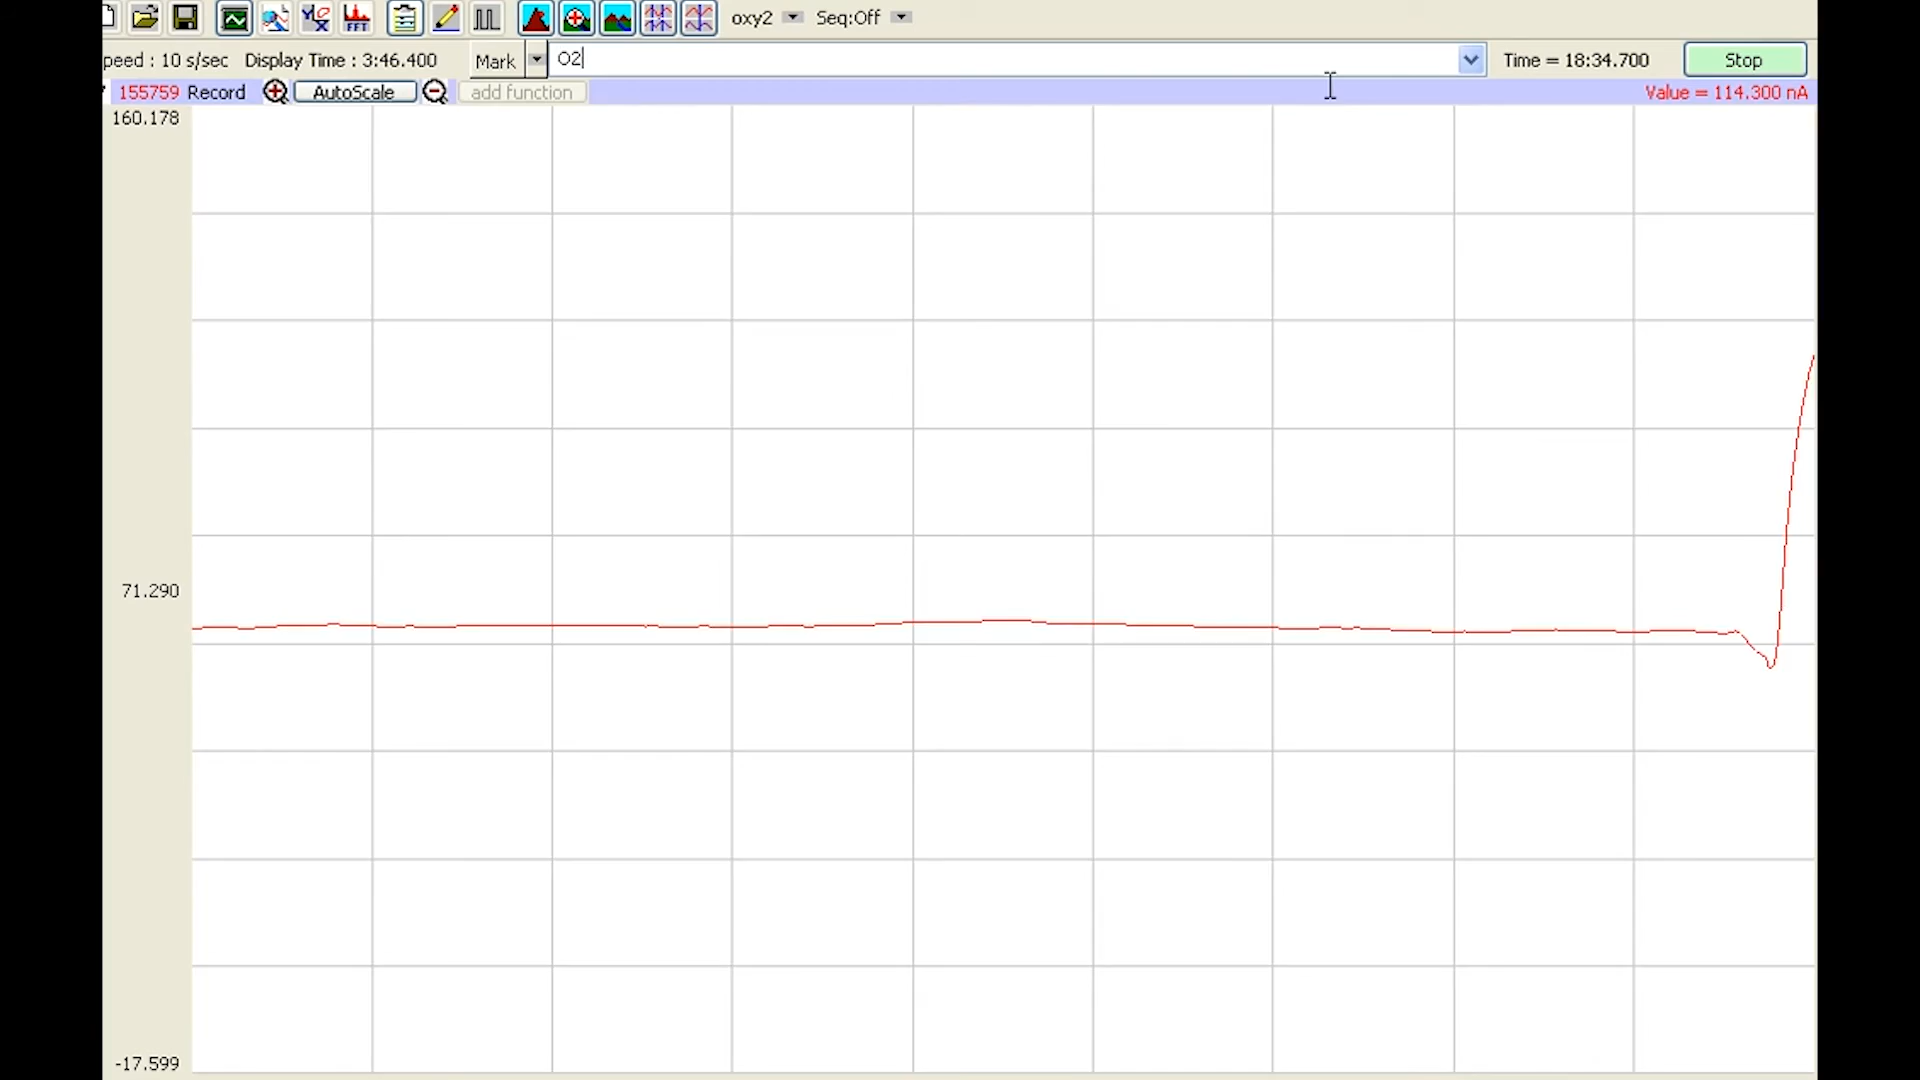 oxy2 Seq:Off
peed : 10 s/sec Display Time : 3:46.400 Mark O2 Time = 18:34.700 Stop
155759 Record AutoScale add function Value = 114.300 nA
160.178
71.290
-17.599